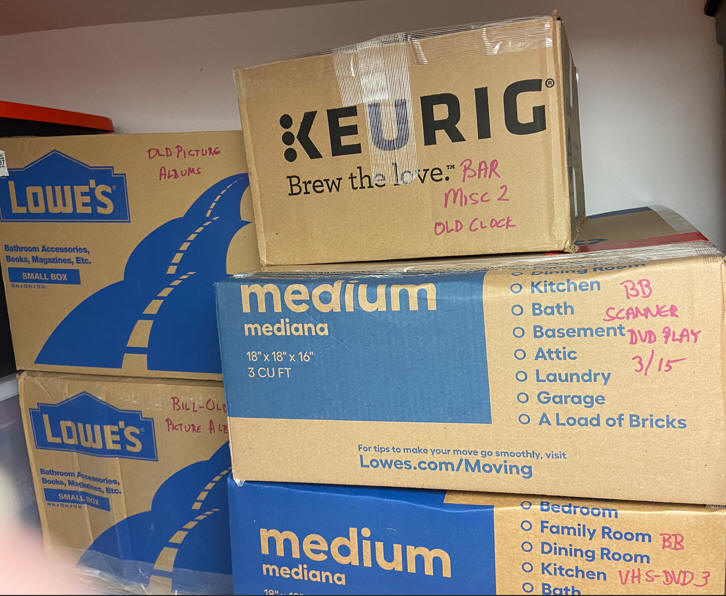 OLD PICTURE
ALBUMS
LOWE'S
Bathroom Accessories,
Books, Magazines, Etc.
SMALL BOX
KEURIG®
Brew the love.™
BAR
MISC 2
OLD CLOCK
medium
mediana
18" x 18" x 16"
3 CU FT
Dining Room
Kitchen
Bath
Basement
Attic
Laundry
Garage
A Load of Bricks
BB
SCANNER
DVD PLAY
3/15
For tips to make your move go smoothly, visit
Lowes.com/Moving
BILL-OLD
PICTURE ALB
LOWE'S
Bathroom Accessories,
Books, Magazines, Etc.
SMALL BOX
medium
mediana
Bedroom
Family Room
Dining Room
Kitchen
Bath
BB
VHS-DVD 3